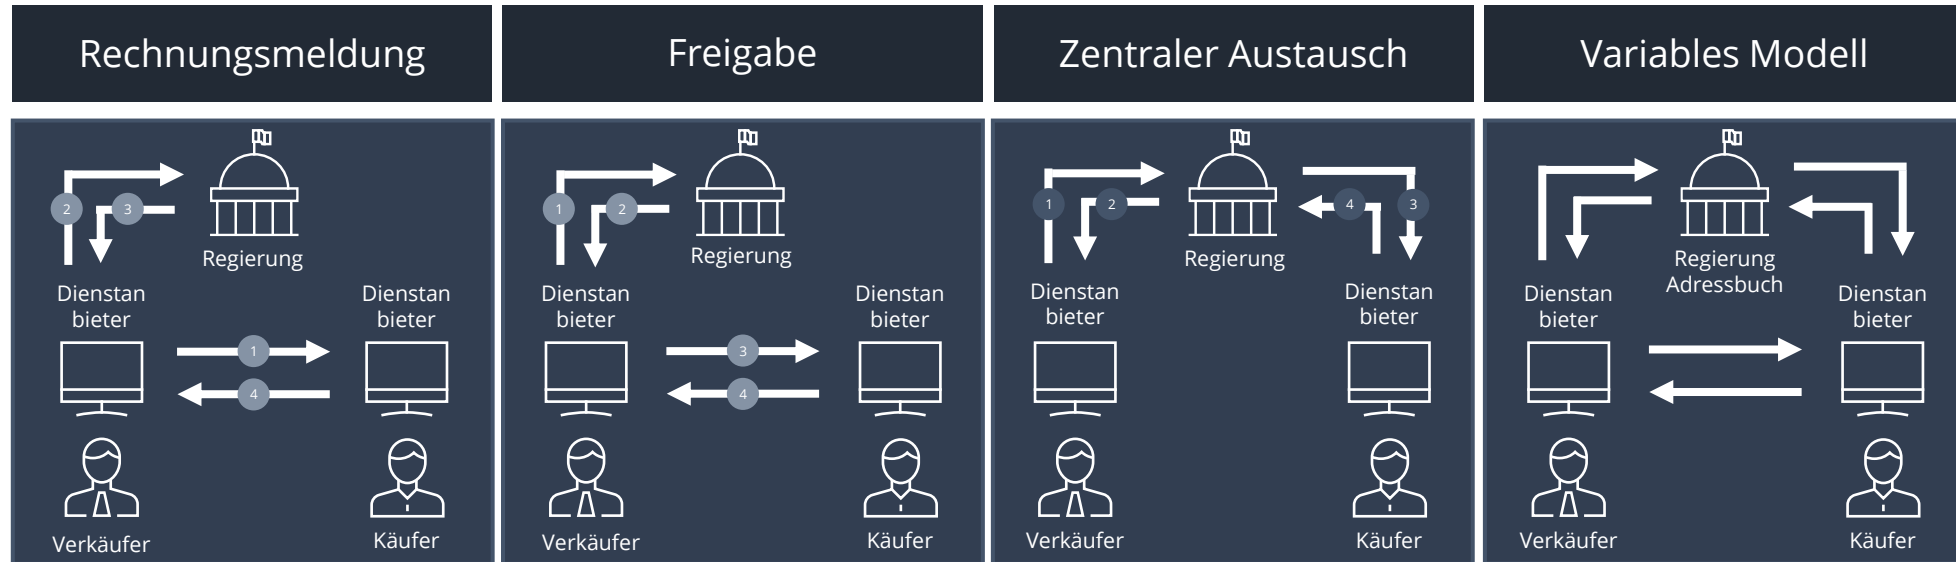 Rechnungsmeldung
2
3
Regierung
Dienstan
bieter
Dienstan
bieter
1
4
Verkäufer
Käufer
Freigabe
1
2
Regierung
Dienstan
bieter
Dienstan
bieter
3
4
Verkäufer
Käufer
Zentraler Austausch
1
2
4
3
Regierung
Dienstan
bieter
Dienstan
bieter
Verkäufer
Käufer
Variables Modell
Regierung
Adressbuch
Dienstan
bieter
Dienstan
bieter
Verkäufer
Käufer